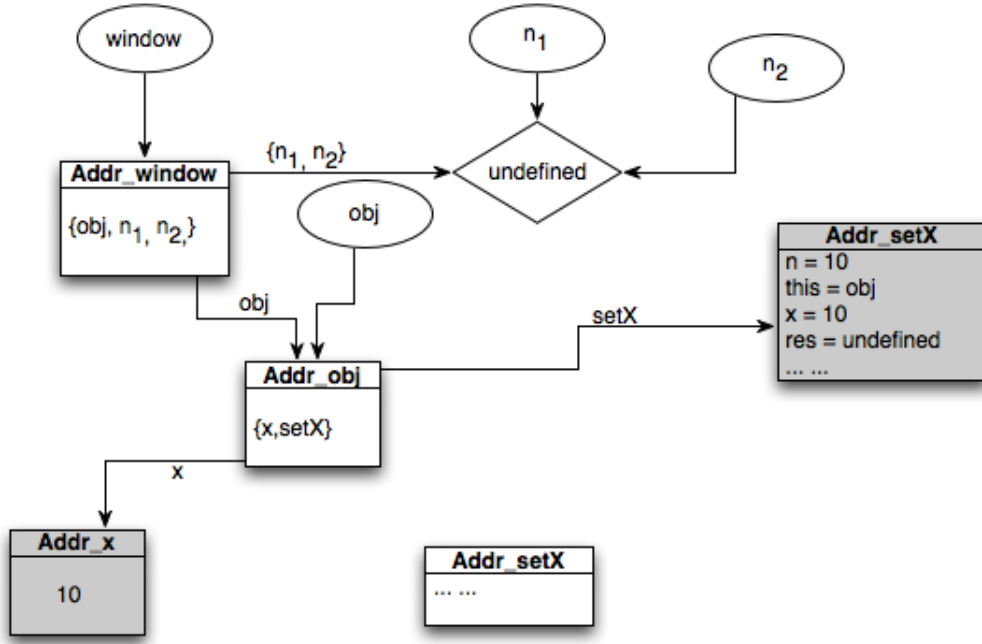 window
n1
n2
{n1, n2}
Addr_window
undefined
{obj, n1, n2,}
obj
Addr_setX
n = 10
this = obj
x = 10
res = undefined
... ...
obj
setX
Addr_obj
{x,setX}
x
Addr_x
10
Addr_setX
... ...